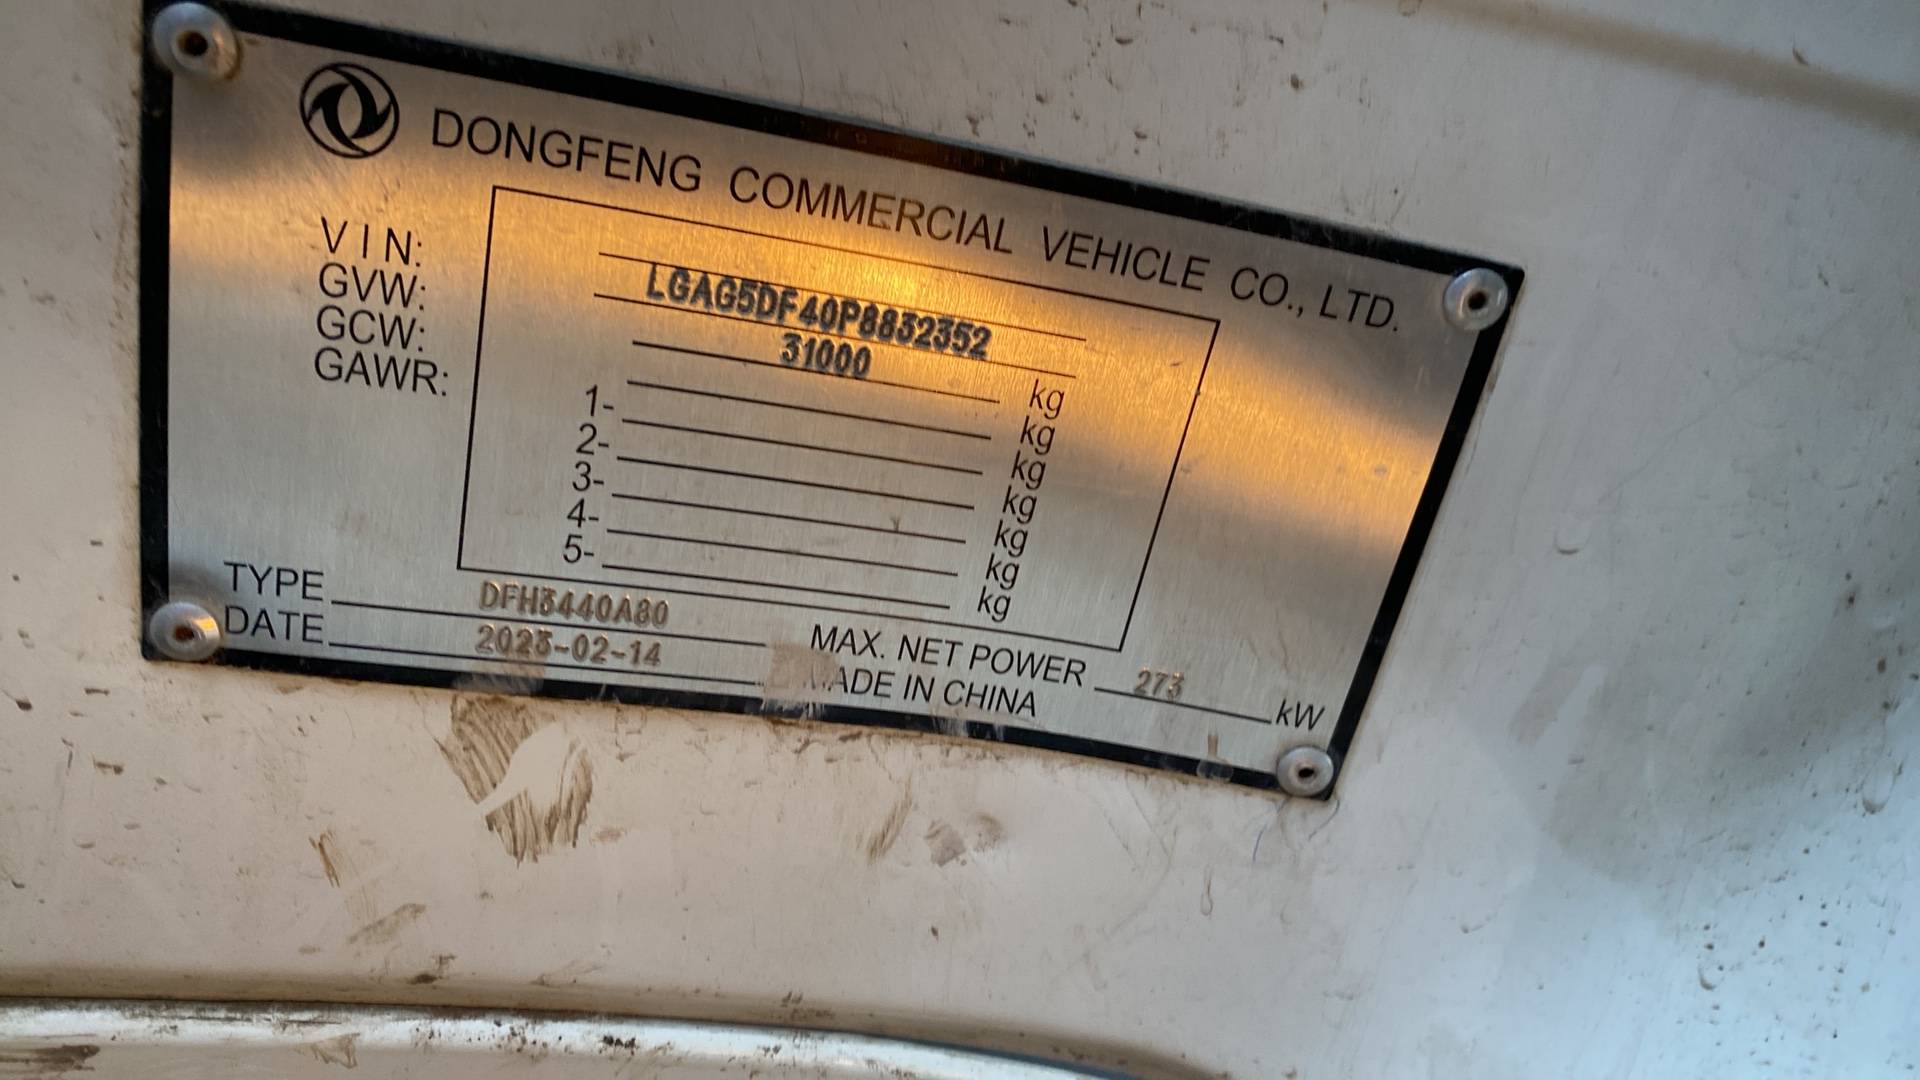 DONGFENG COMMERCIAL VEHICLE CO., LTD.
VIN: LGAG5DF40P8832352
GVW: 31000 kg
GCW: kg
GAWR: kg
1- kg
2- kg
3- kg
4- kg
5- kg
TYPE DFH3440A80 MAX. NET POWER 273 kW
DATE 2023-02-14 MADE IN CHINA